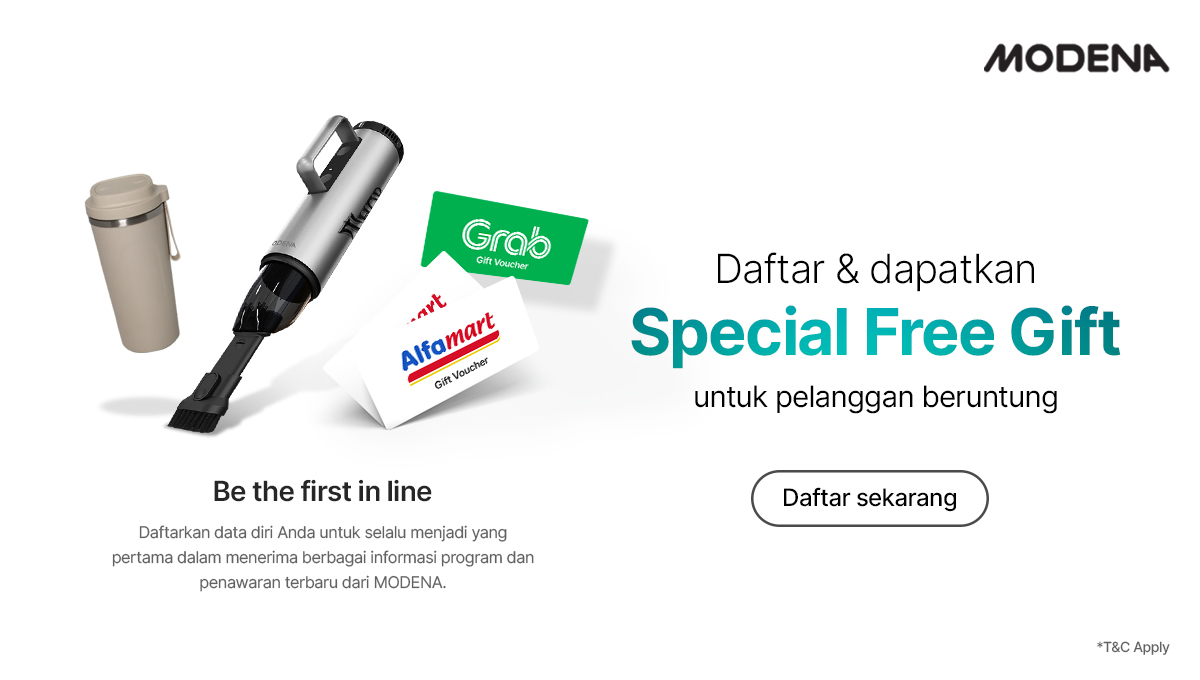 MODENA
MODENA
Grab
Gift Voucher
Alfamart
Gift Voucher
Daftar & dapatkan
Special Free Gift
untuk pelanggan beruntung
Daftar sekarang
Be the first in line
Daftarkan data diri Anda untuk selalu menjadi yang
pertama dalam menerima berbagai informasi program dan
penawaran terbaru dari MODENA.
*T&C Apply